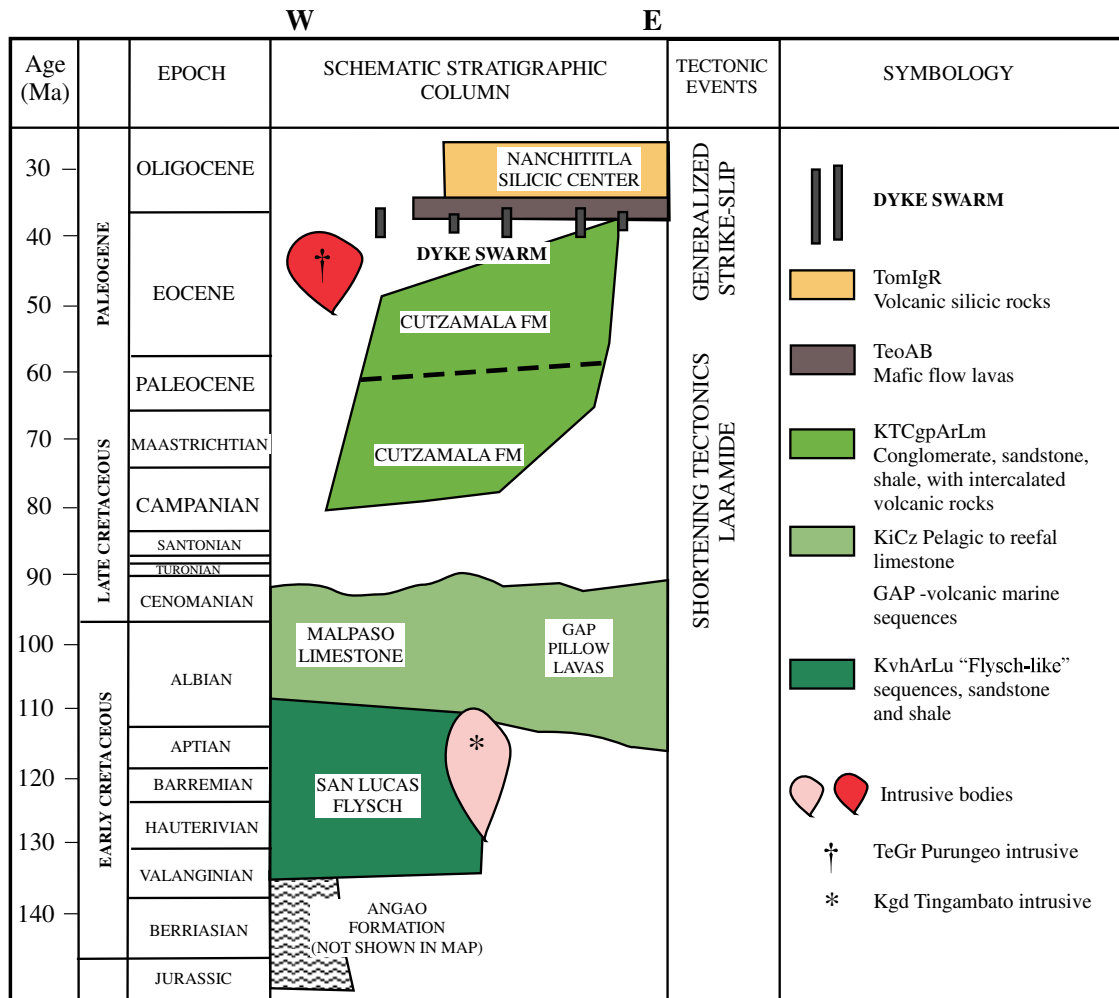 W E
Age
(Ma)
EPOCH
SCHEMATIC STRATIGRAPHIC
COLUMN
TECTONIC
EVENTS
SYMBOLOGY
30
40
50
60
70
80
90
100
110
120
130
140
PALEOGENE
LATE CRETACEOUS
EARLY CRETACEOUS
OLIGOCENE
EOCENE
PALEOCENE
MAASTRICHTIAN
CAMPANIAN
SANTONIAN
TURONIAN
CENOMANIAN
ALBIAN
APTIAN
BARREMIAN
HAUTERIVIAN
VALANGINIAN
BERRIASIAN
JURASSIC
NANCHITITLA
SILICIC CENTER
DYKE SWARM
†
CUTZAMALA FM
CUTZAMALA FM
MALPASO
LIMESTONE
GAP
PILLOW
LAVAS
*
SAN LUCAS
FLYSCH
ANGAO
FORMATION
(NOT SHOWN IN MAP)
GENERALIZED
STRIKE-SLIP
SHORTENING TECTONICS
LARAMIDE
DYKE SWARM
TomIgR
Volcanic silicic rocks
TeoAB
Mafic flow lavas
KTCgpArLm
Conglomerate, sandstone,
shale, with intercalated
volcanic rocks
KiCz Pelagic to reefal
limestone
GAP -volcanic marine
sequences
KvhArLu “Flysch-like”
sequences, sandstone
and shale
Intrusive bodies
† TeGr Purungeo intrusive
* Kgd Tingambato intrusive